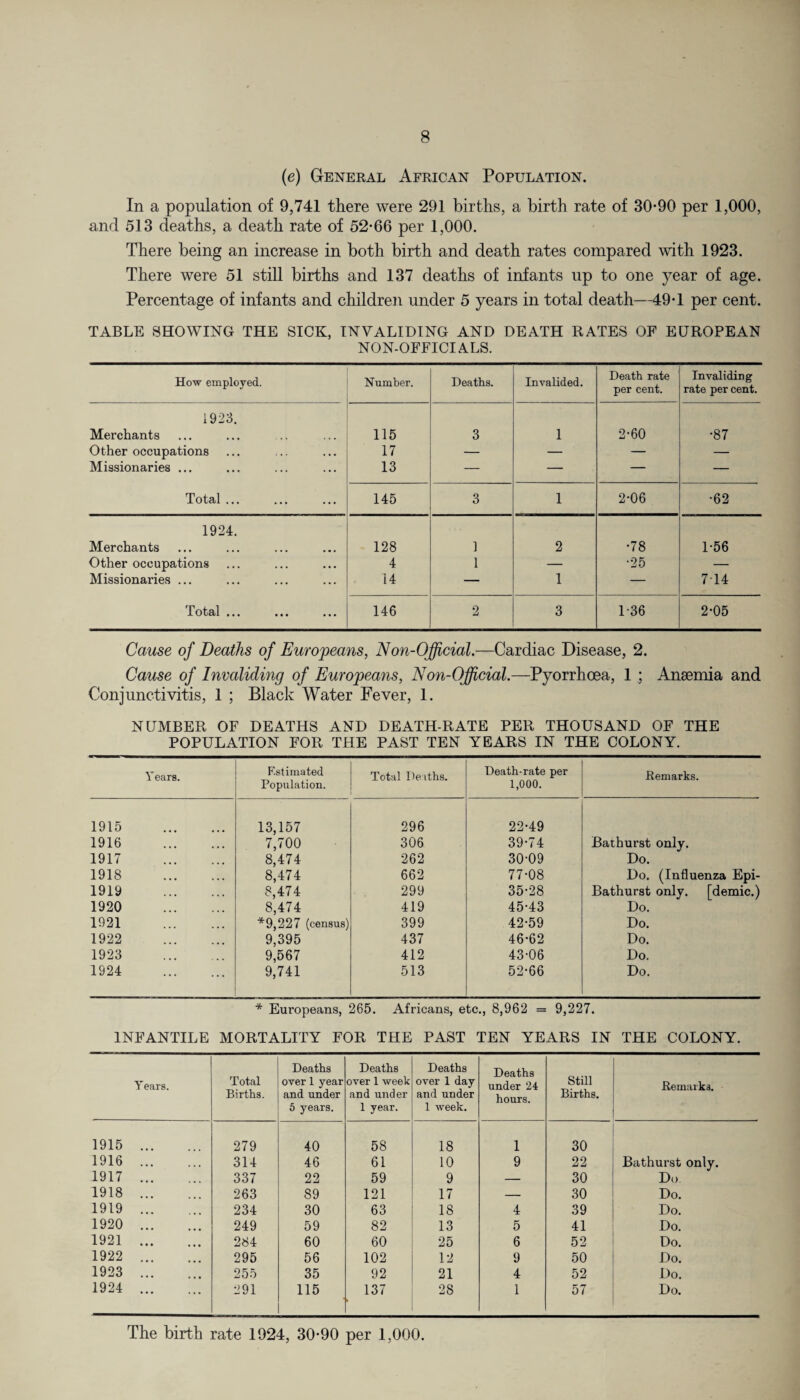 8
(e) General African Population.
In a population of 9,741 there were 291 births, a birth rate of 30·90 per 1,000,
and 513 deaths, a death rate of 52·66 per 1,000.
There being an increase in both birth and death rates compared with 1923.
There were 51 still births and 137 deaths of infants up to one year of age.
Percentage of infants and children under 5 years in total death—49·1 per cent.
TABLE SHOWING THE SICK, INVALIDING AND DEATH RATES OF EUROPEAN
NON-OFFICIALS.
How employed. Number. Deaths. Invalided. Death rate per cent. Invaliding rate per cent.
1923.
Merchants ... ... ... ... 115 3 1 2·60 ·87
Other occupations ... ... ... 17 — — — —
Missionaries ... ... ... ... 13 — — — —
Total ... ... ... 145 3 1 2·06 ·62
1924.
Merchants ... ... ... ... 128 1 2 ·78 1·56
Other occupations ... ... ... 4 1 — ·25 —
Missionaries ... ... ... ... 14 — 1 — 7·14
Total ... ... ... 146 2 3 1·36 2·05
Cause of Deaths of Europeans, Non-Official.—Cardiac Disease, 2.
Cause of Invaliding of Europeans, Non-Official.—Pyorrhœa, 1 ; Anæmia and
Conjunctivitis, 1 ; Black Water Fever, 1.
NUMBER OF DEATHS AND DEATH-RATE PER THOUSAND OF THE
POPULATION FOR THE PAST TEN YEARS IN THE COLONY.
Years. Estimated Population. Total Deaths. Death-rate per 1,000. Remarks.
1915 ... ... 13,157 296 22·49
1916 ... ... 7,700 306 39·74 Bathurst only.
1917 ... ... 8,474 262 30·09 Do.
1918 ... ... 8,474 662 77·08 Do. (Influenza Epi-
1919 ... ... 8,474 299 35·28 Bathurst only. [demic.)
1920 ... ... 8,474 419 45·43 Do.
1921 ... ... *9,227 (census) 399 42·59 Do.
1922 ... ... 9,395 437 46·62 Do.
1923 ... ... 9,567 412 43·06 Do.
1924 ... ... 9,741 513 52·66 Do.
* Europeans, 265. Africans, etc., 8,962 = 9,227.
INFANTILE MORTALITY FOR THE PAST TEN YEARS IN THE COLONY.
Years. Total Births. Deaths over 1 year and under 5 years. Deaths over 1 week and under 1 year. Deaths over 1 day and under 1 week. Deaths under 24 hours. Still Births. Remarks.
1915 ... ... 279 40 58 18 1 30
1916 ... ... 314 46 61 10 9 22 Bathurst only.
1917 ... ... 337 22 59 9 — 30 Do.
1918 ... ... 263 89 121 17 — 30 Do.
1919 ... ... 234 30 63 18 4 39 Do.
1920 ... ... 249 59 82 13 5 41 Do.
1921 ... ... 284 60 60 25 6 52 Do.
1922 ... ... 295 56 102 12 9 50 Do.
1923 ... ... 255 35 92 21 4 52 Do.
1924 ... ... 291 115 137 28 1 57 Do.
The birth rate 1924, 30·90 per 1,000.